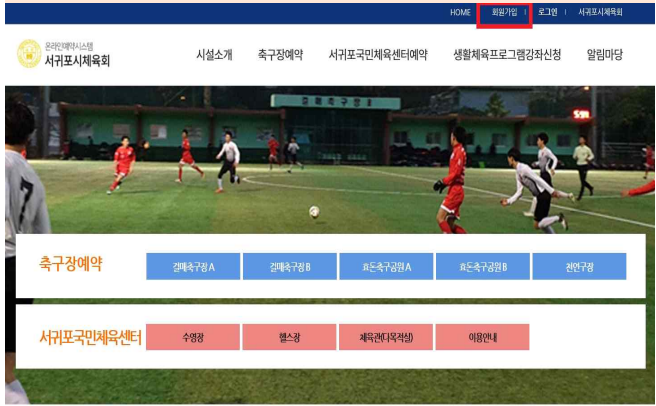 HOME 회원가입 | 로그인 | 서귀포시체육회
온라인예약시스템
서귀포시체육회
시설소개 축구장예약 서귀포국민체육센터예약 생활체육프로그램강좌신청 알림마당
걸매축구장
축구장예약
걸매축구장 A 걸매축구장 B 효돈축구공원 A 효돈축구공원 B 천연구장
서귀포국민체육센터
수영장 헬스장 체육관(다목적실) 이용안내
7